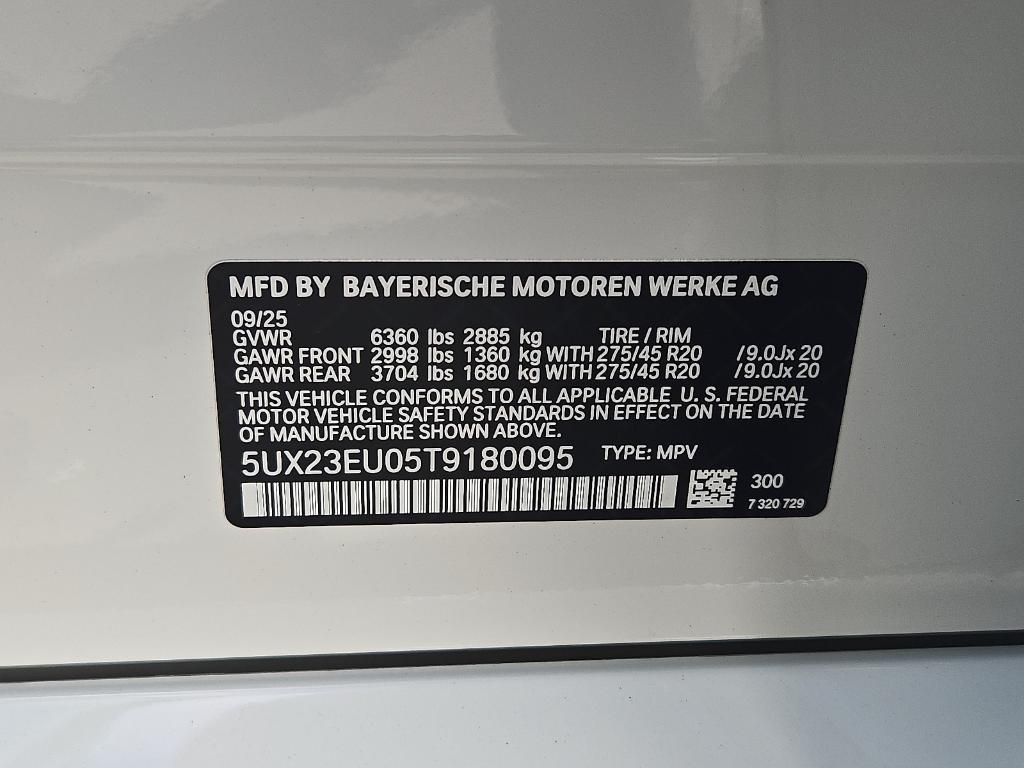 MFD BY BAYERISCHE MOTOREN WERKE AG
09/25
GVWR 6360 lbs 2885 kg TIRE / RIM
GAWR FRONT 2998 lbs 1360 kg WITH 275/45 R20 /9.0Jx 20
GAWR REAR 3704 lbs 1680 kg WITH 275/45 R20 /9.0Jx 20
THIS VEHICLE CONFORMS TO ALL APPLICABLE U. S. FEDERAL
MOTOR VEHICLE SAFETY STANDARDS IN EFFECT ON THE DATE
OF MANUFACTURE SHOWN ABOVE.
5UX23EU05T9180095 TYPE: MPV
300
7 320 729